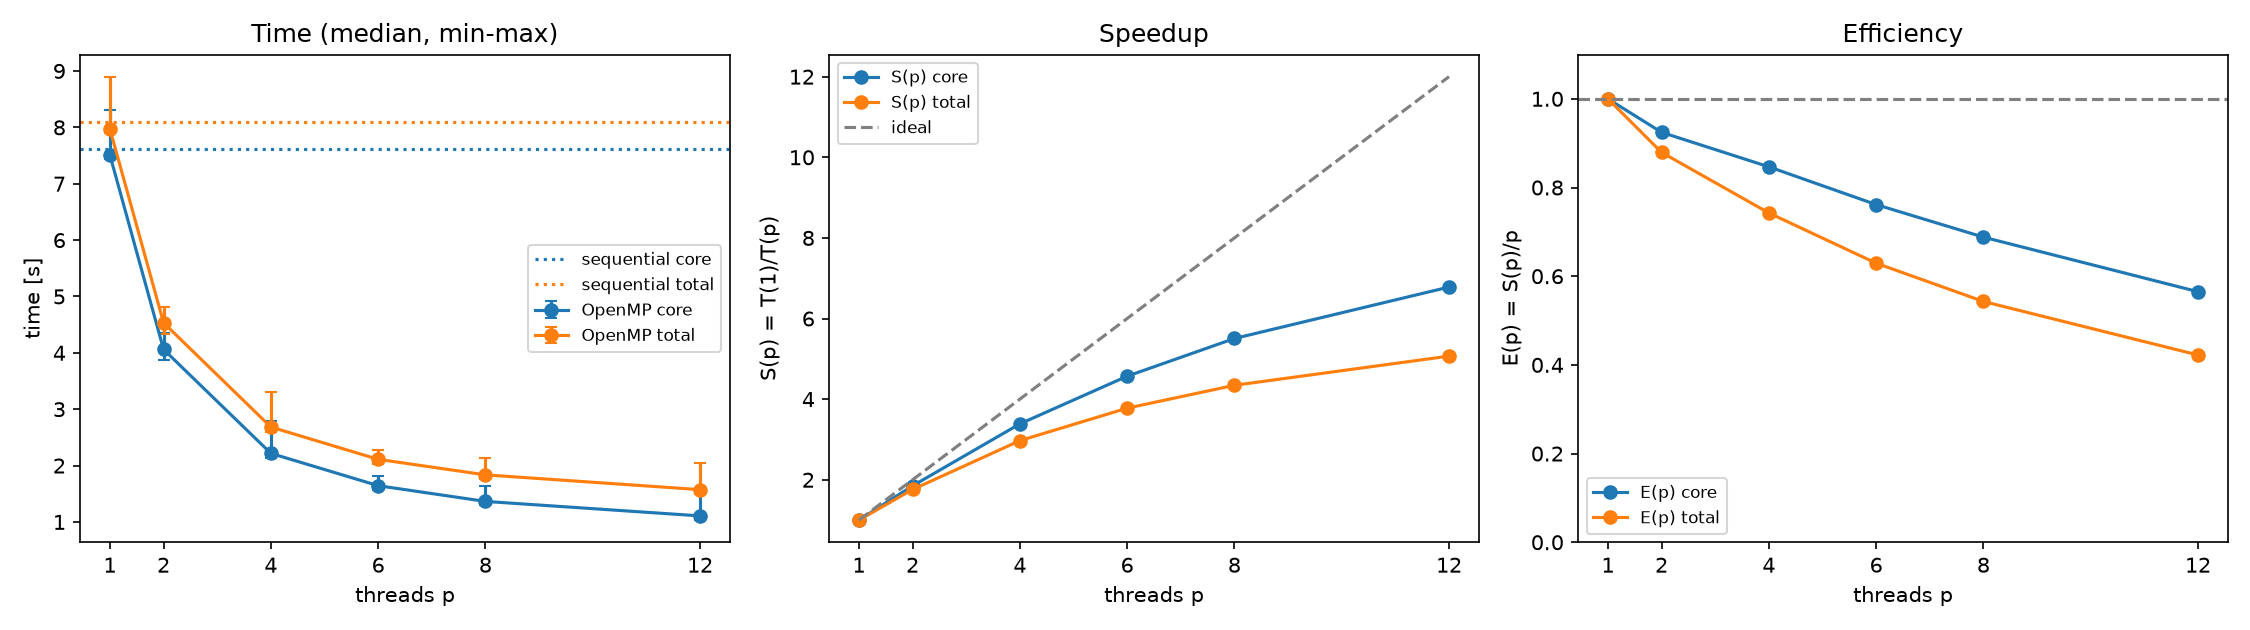 Time (median, min-max)
9
8
7
6
5
4
3
2
1
time [s]
sequential core
sequential total
OpenMP core
OpenMP total
1 2 4 6 8 12
threads p
Speedup
S(p) core
S(p) total
ideal
12
10
8
6
4
2
S(p) = T(1)/T(p)
1 2 4 6 8 12
threads p
Efficiency
1.0
0.8
0.6
0.4
0.2
0.0
E(p) = S(p)/p
E(p) core
E(p) total
1 2 4 6 8 12
threads p